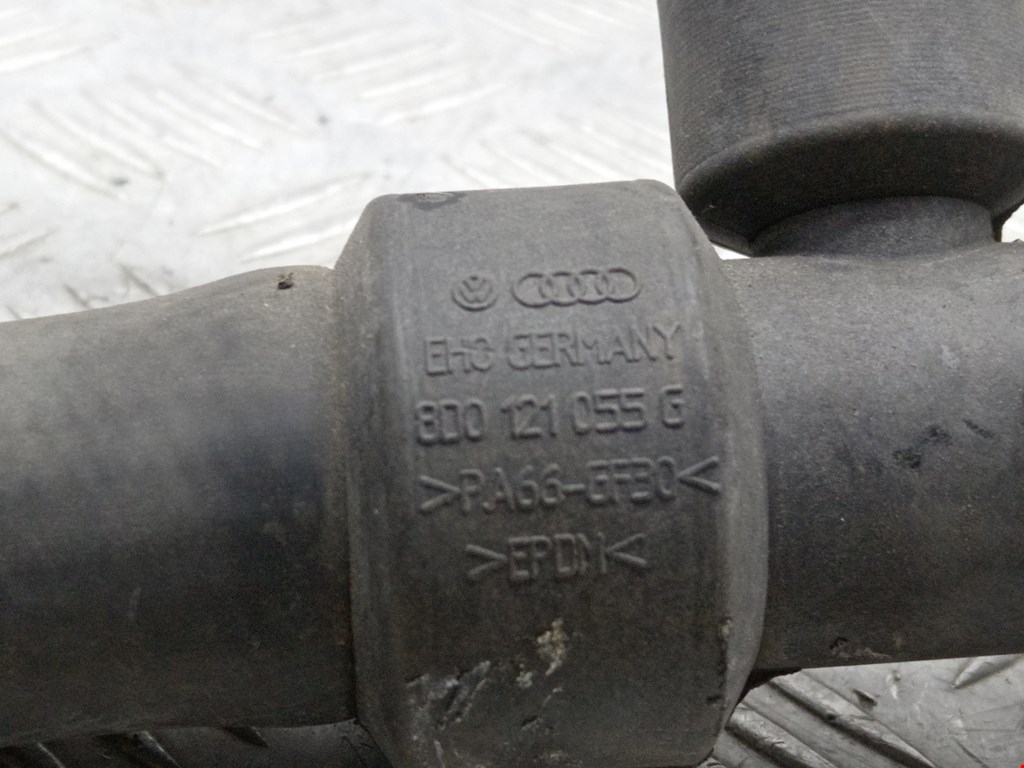 EHC GERMANY
8D0 121 055 G
>PA66-GF30<
>EPDM<